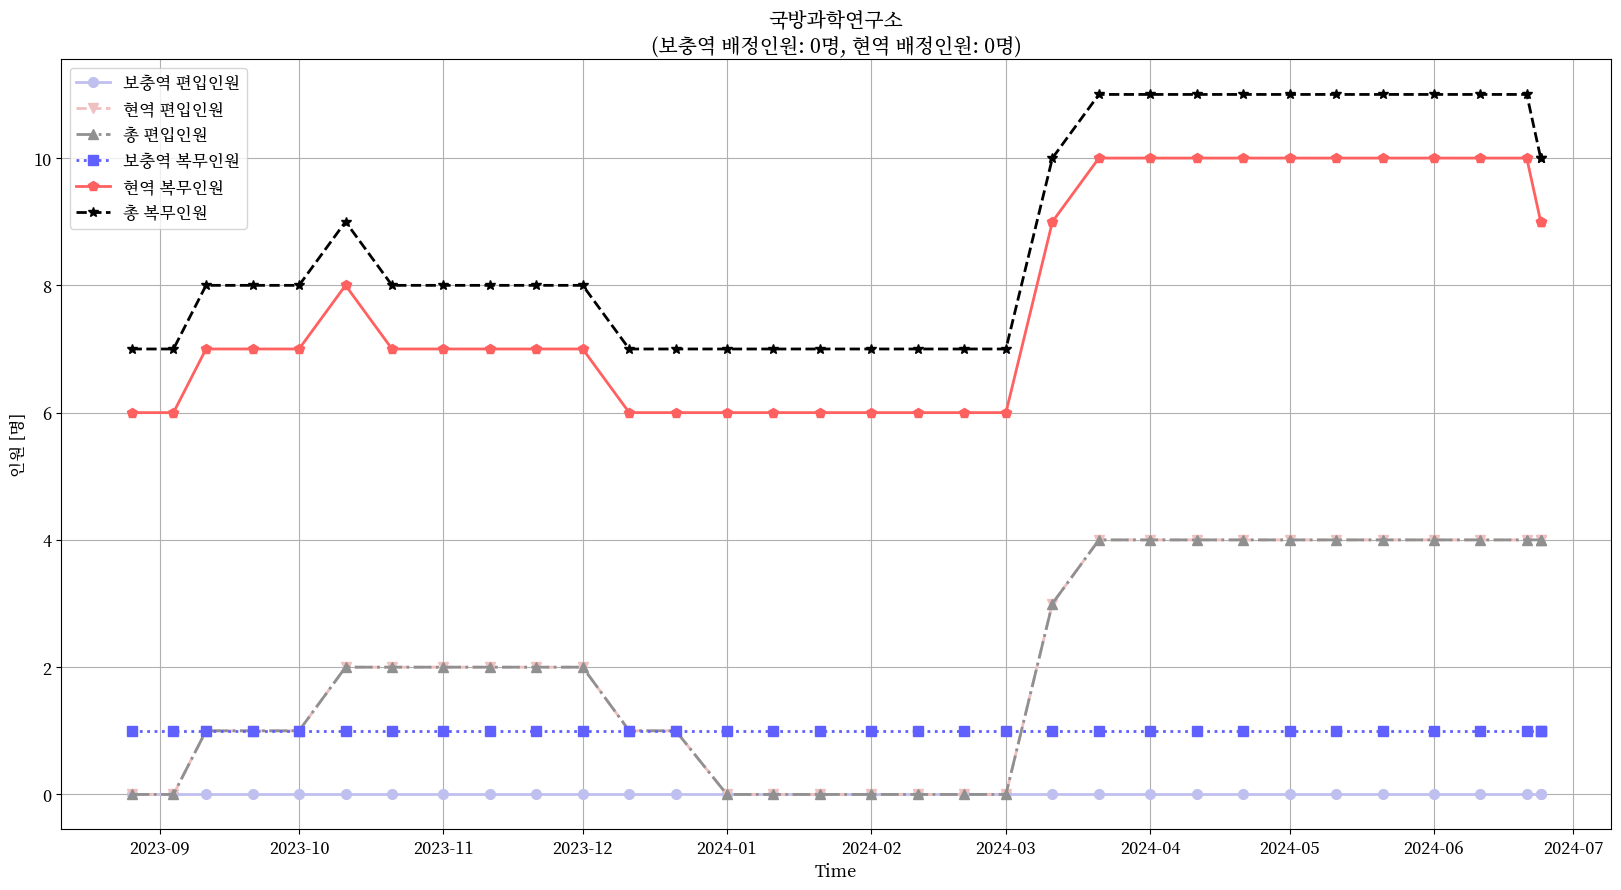 국방과학연구소
(보충역 배정인원: 0명, 현역 배정인원: 0명)
보충역 편입인원
현역 편입인원
총 편입인원
보충역 복무인원
현역 복무인원
총 복무인원
10
8
6
4
2
0
인원 [명]
2023-09
2023-10
2023-11
2023-12
2024-01
2024-02
2024-03
2024-04
2024-05
2024-06
2024-07
Time